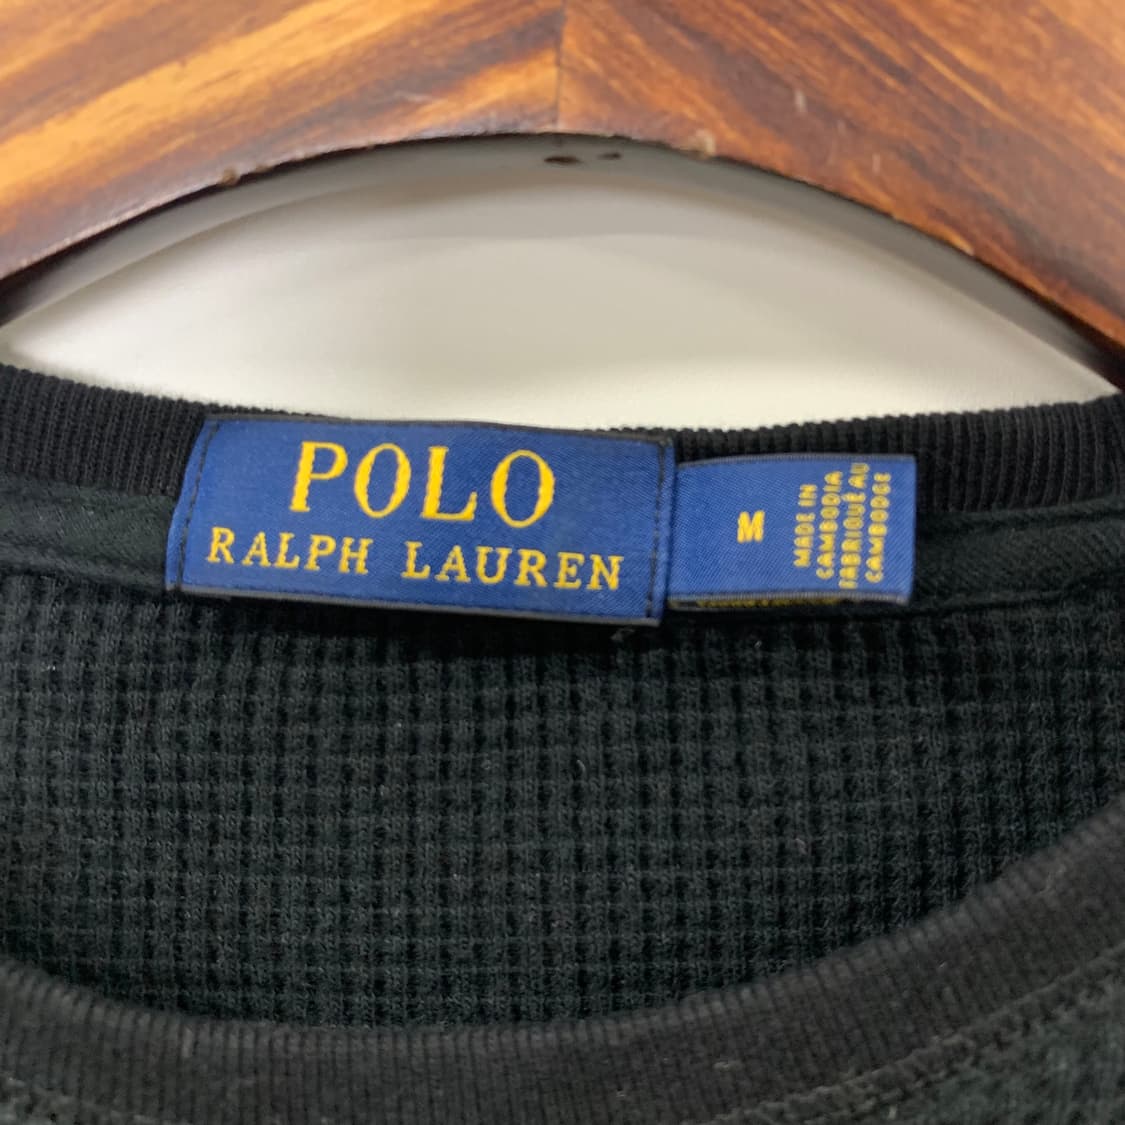 POLO
RALPH LAUREN
M
MADE IN
CAMBODIA
FABRIQUÉ AU
CAMBODGE